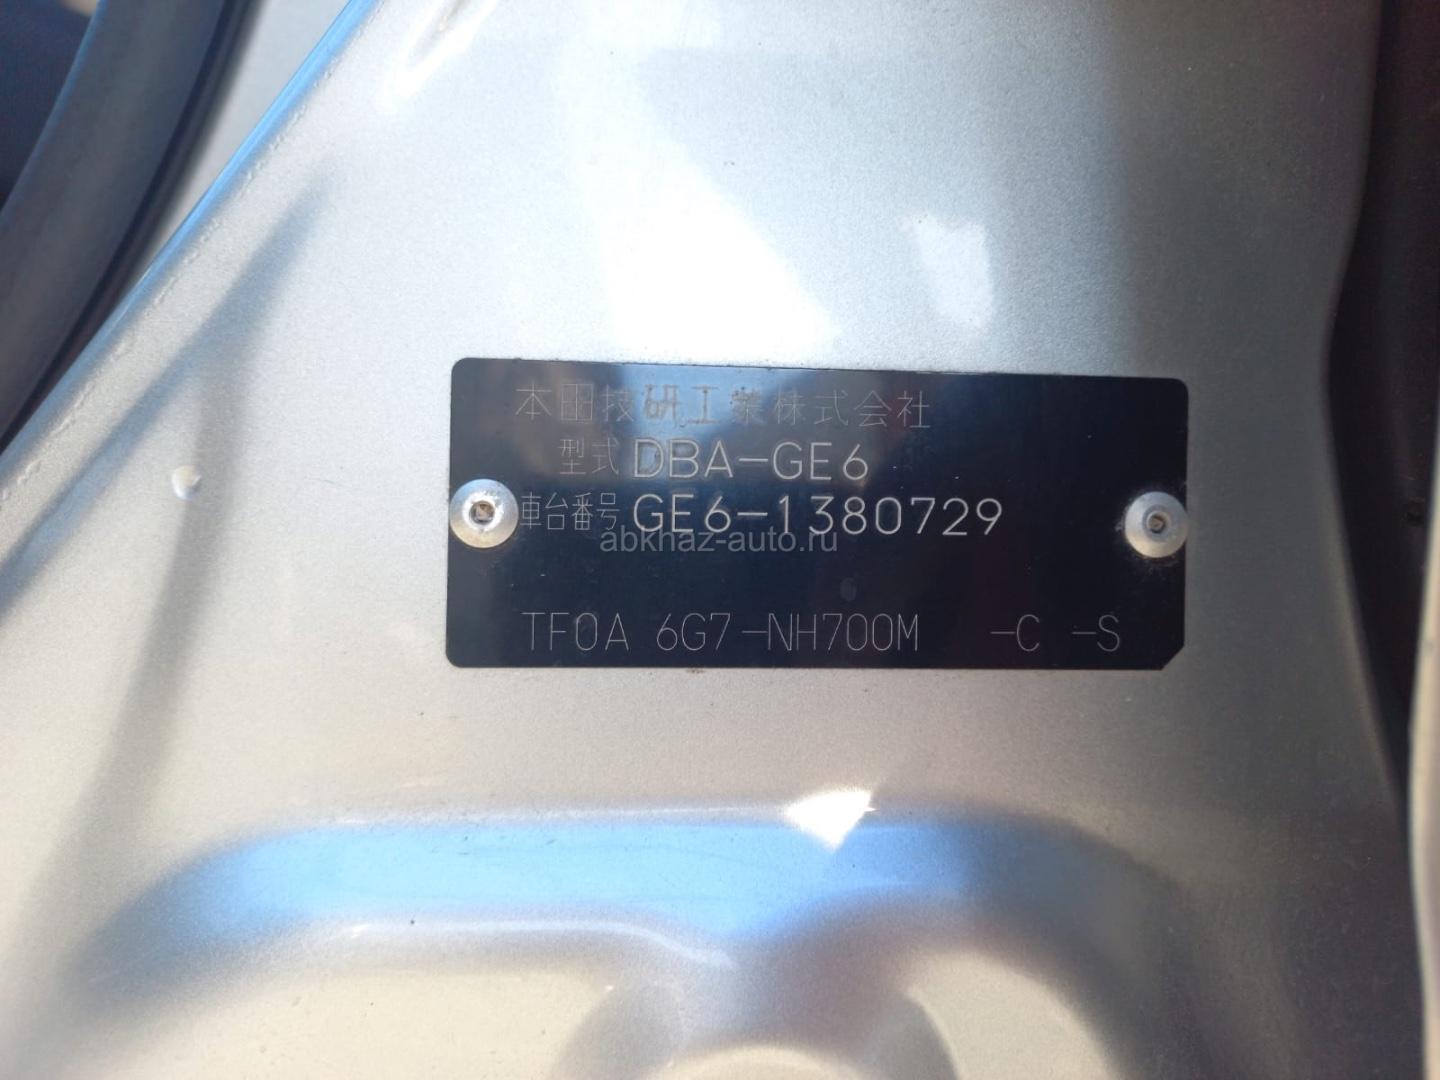 本田技研工業株式会社
型式 DBA-GE6
車台番号 GE6-1380729
abkhaz-auto.ru
TF0A 6G7-NH700M -C -S